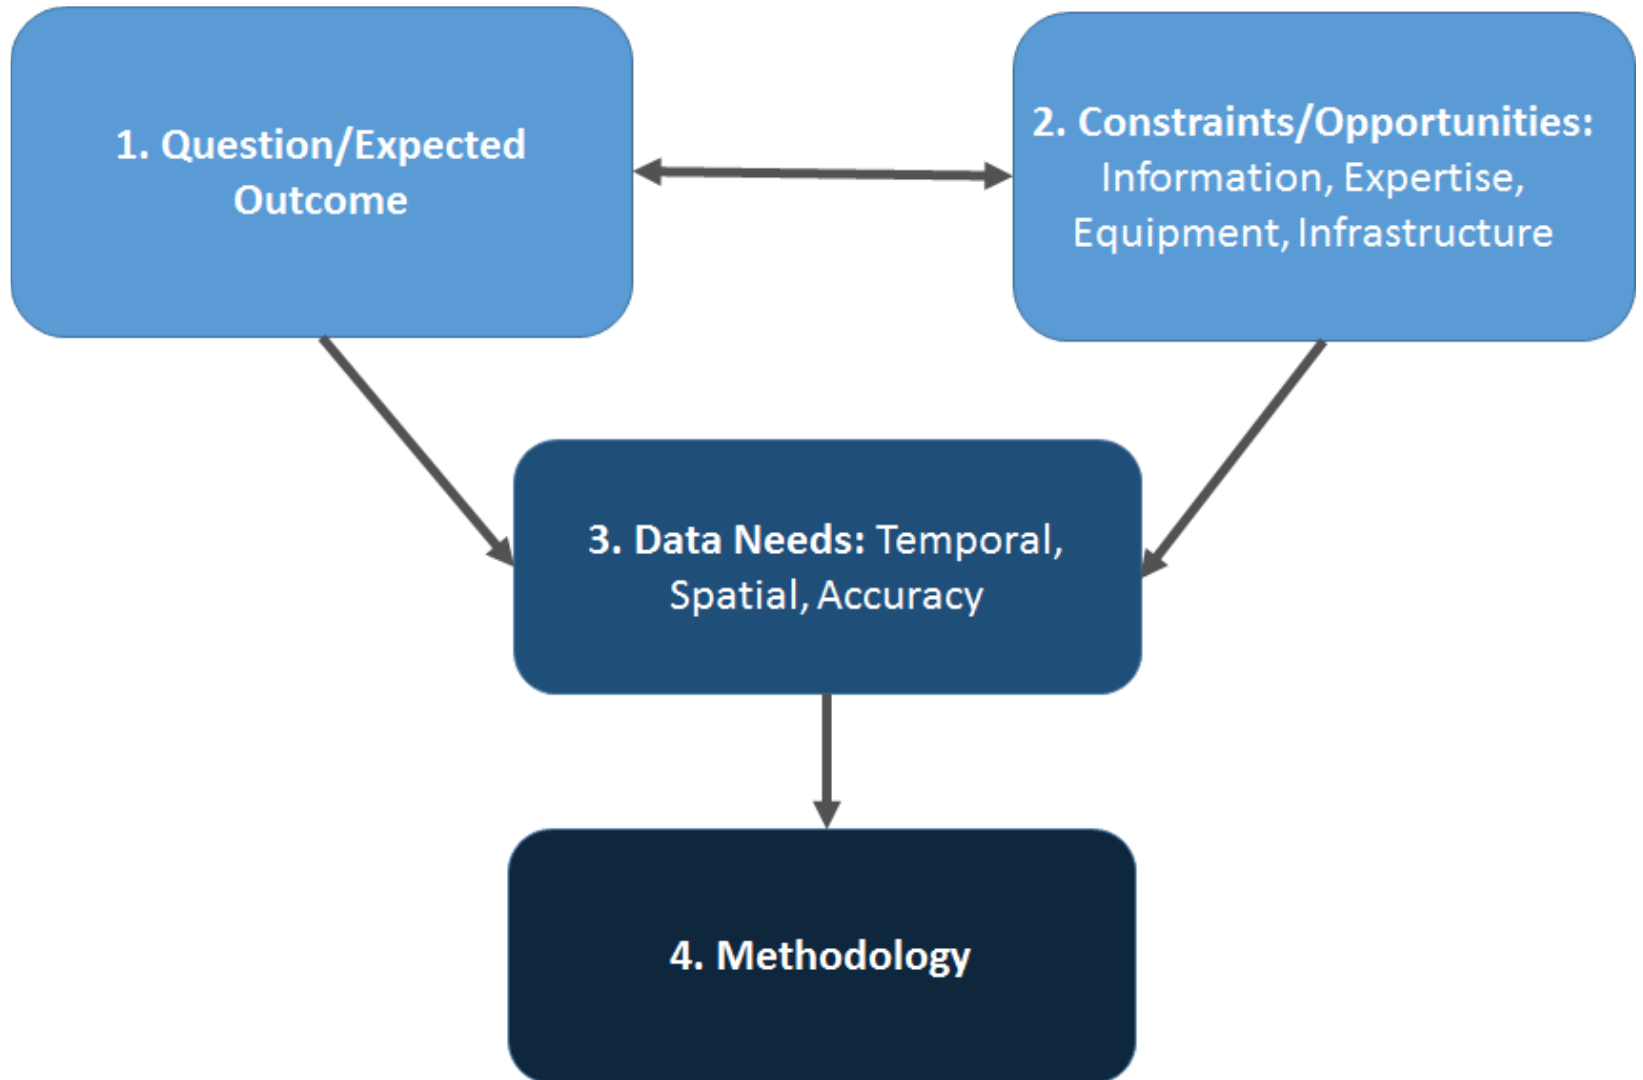 1. Question/Expected
Outcome
2. Constraints/Opportunities:
Information, Expertise,
Equipment, Infrastructure
3. Data Needs: Temporal,
Spatial, Accuracy
4. Methodology